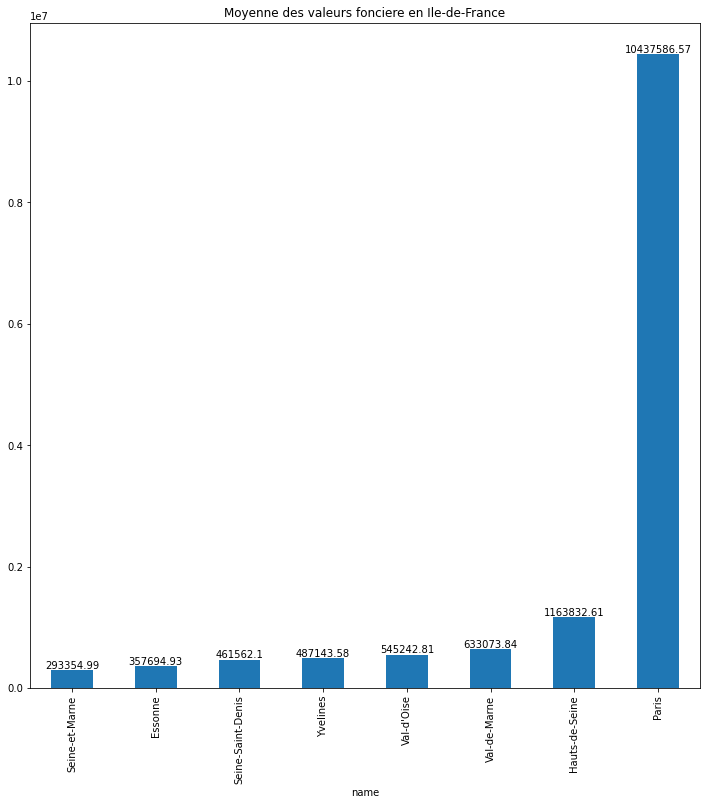 Moyenne des valeurs fonciere en Ile-de-France
1e7
1.0
0.8
0.6
0.4
0.2
0.0
293354.99
357694.93
461562.1
487143.58
545242.81
633073.84
1163832.61
10437586.57
Seine-et-Marne
Essonne
Seine-Saint-Denis
Yvelines
Val-d'Oise
Val-de-Marne
Hauts-de-Seine
Paris
name